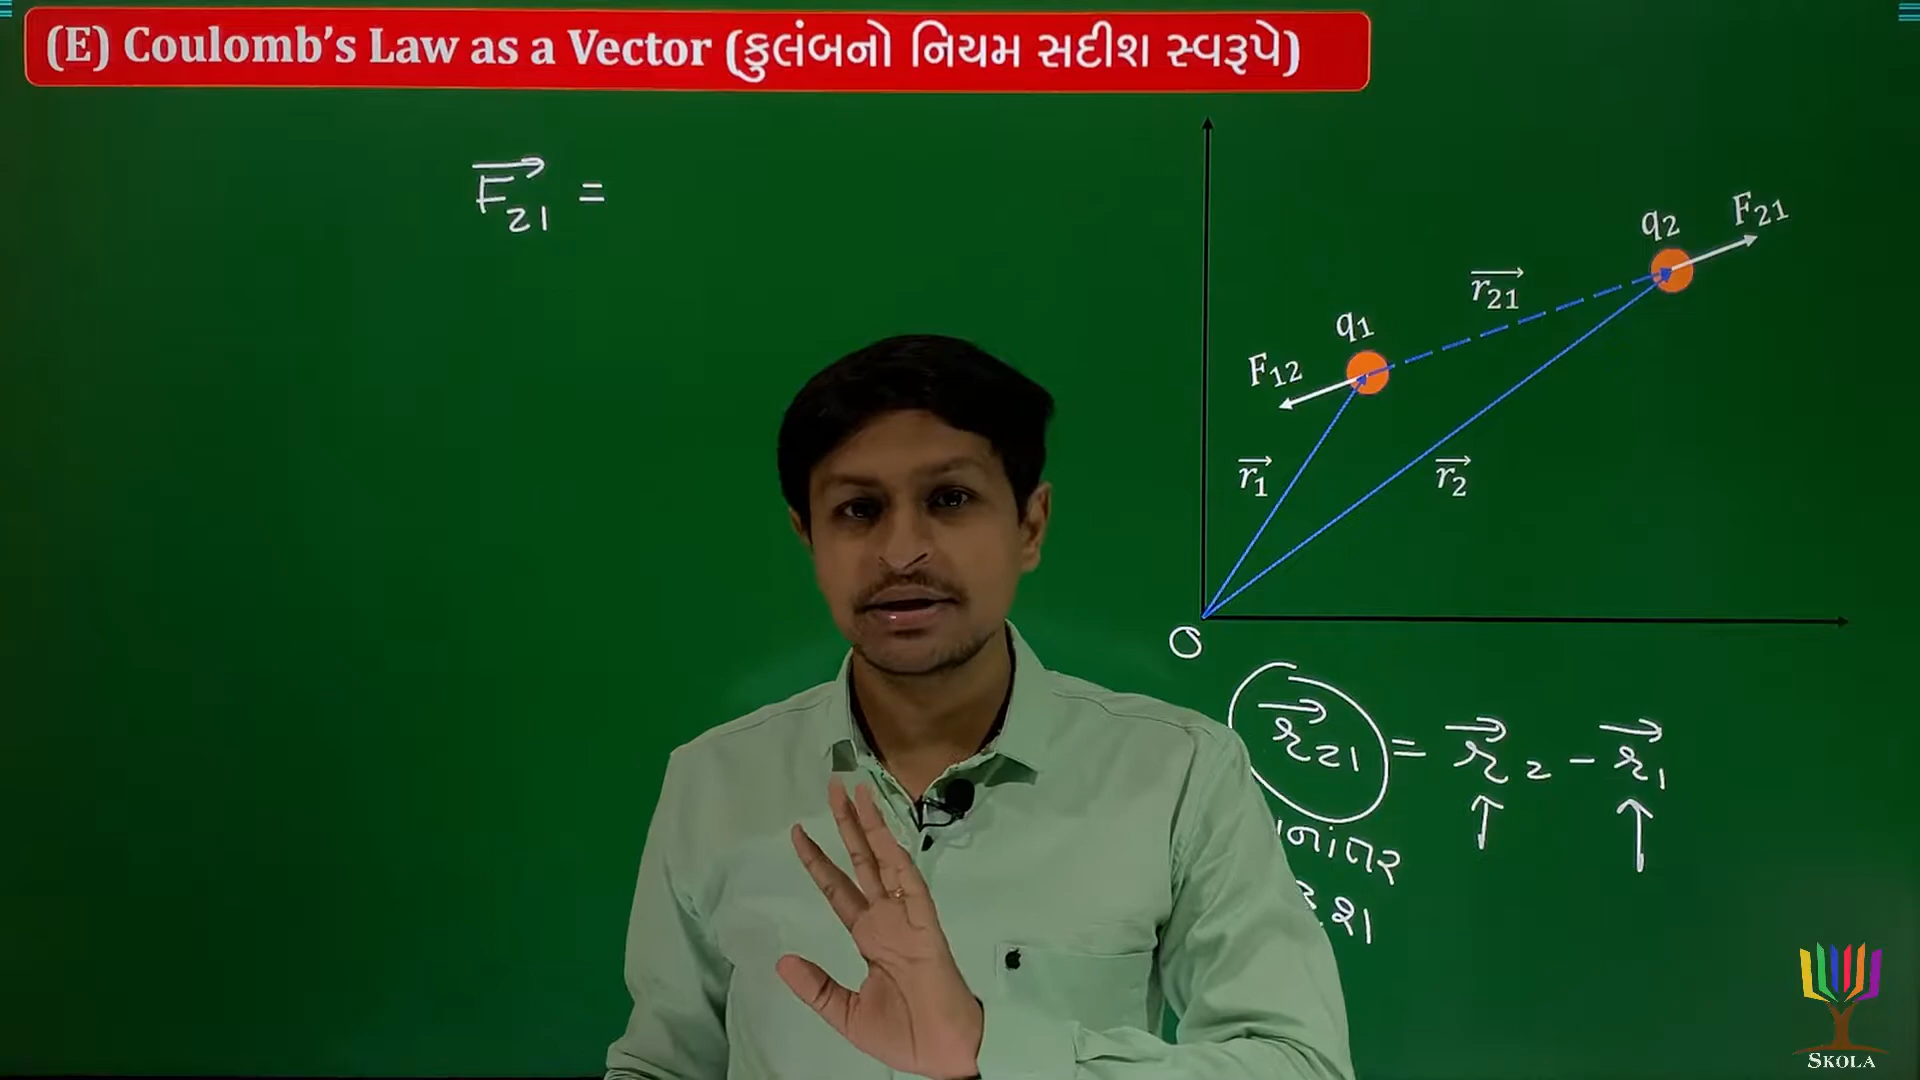 (E) Coulomb's Law as a Vector (કુલંબનો નિયમ સદીશ સ્વરૂપે)
F⃗₂₁ =
q₂
F₂₁
r⃗₂₁
q₁
F₁₂
r⃗₁
r⃗₂
O
r⃗₂₁ = r⃗₂ - r⃗₁
SKOLA